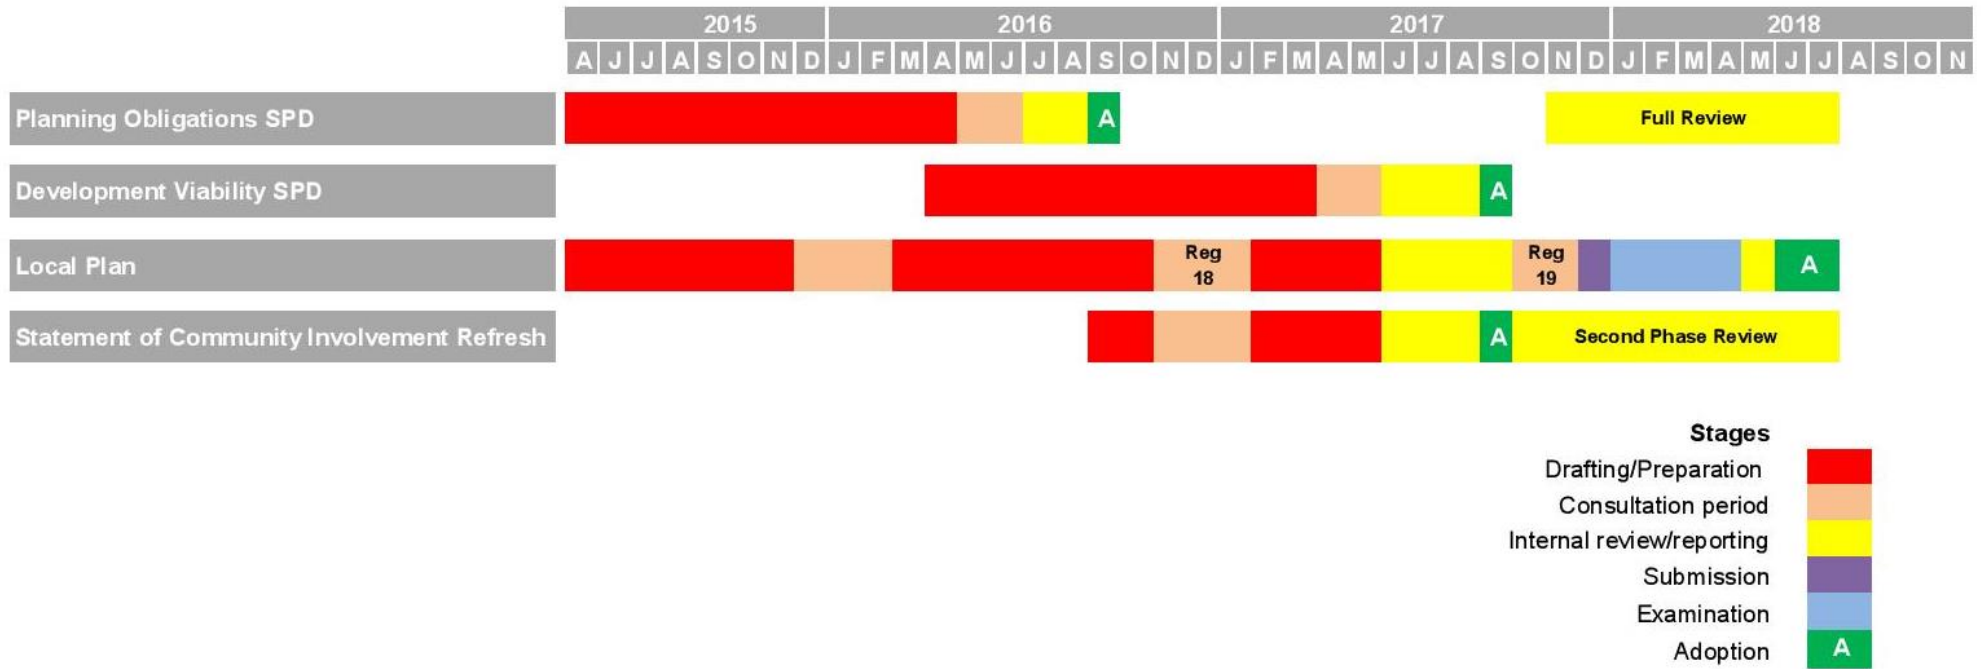 2015 2016 2017 2018
A J J A S O N D J F M A M J J A S O N D J F M A M J J A S O N D J F M A M J J A S O N
Planning Obligations SPD A Full Review
Development Viability SPD A
Local Plan Reg 18 Reg 19 A
Statement of Community Involvement Refresh A Second Phase Review
Stages
Drafting/Preparation
Consultation period
Internal review/reporting
Submission
Examination
Adoption A